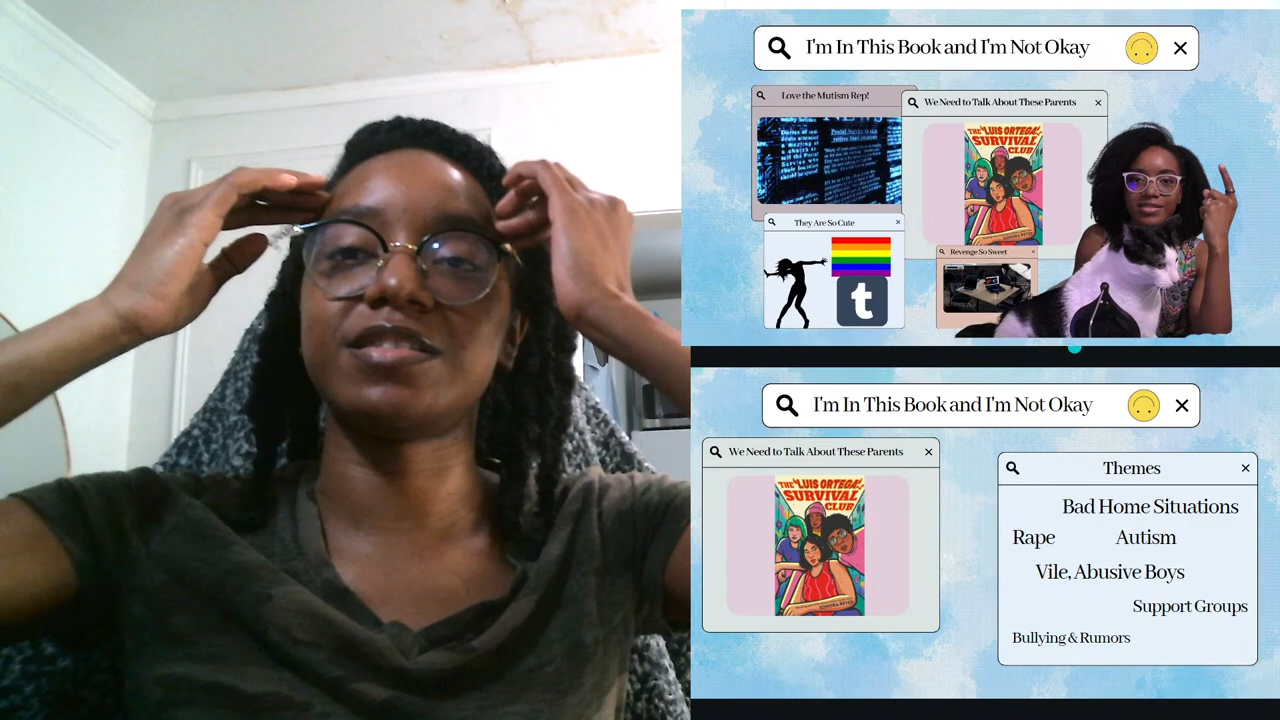 I'm In This Book and I'm Not Okay
Love the Mutism Rep!
We Need to Talk About These Parents
NEWS
THE LUIS ORTEGA
SURVIVAL
CLUB
They Are So Cute
t
Revenge So Sweet
I'm In This Book and I'm Not Okay
We Need to Talk About These Parents
THE LUIS ORTEGA
SURVIVAL
CLUB
SONORA REYES
Themes
Bad Home Situations
Rape
Autism
Vile, Abusive Boys
Support Groups
Bullying & Rumors